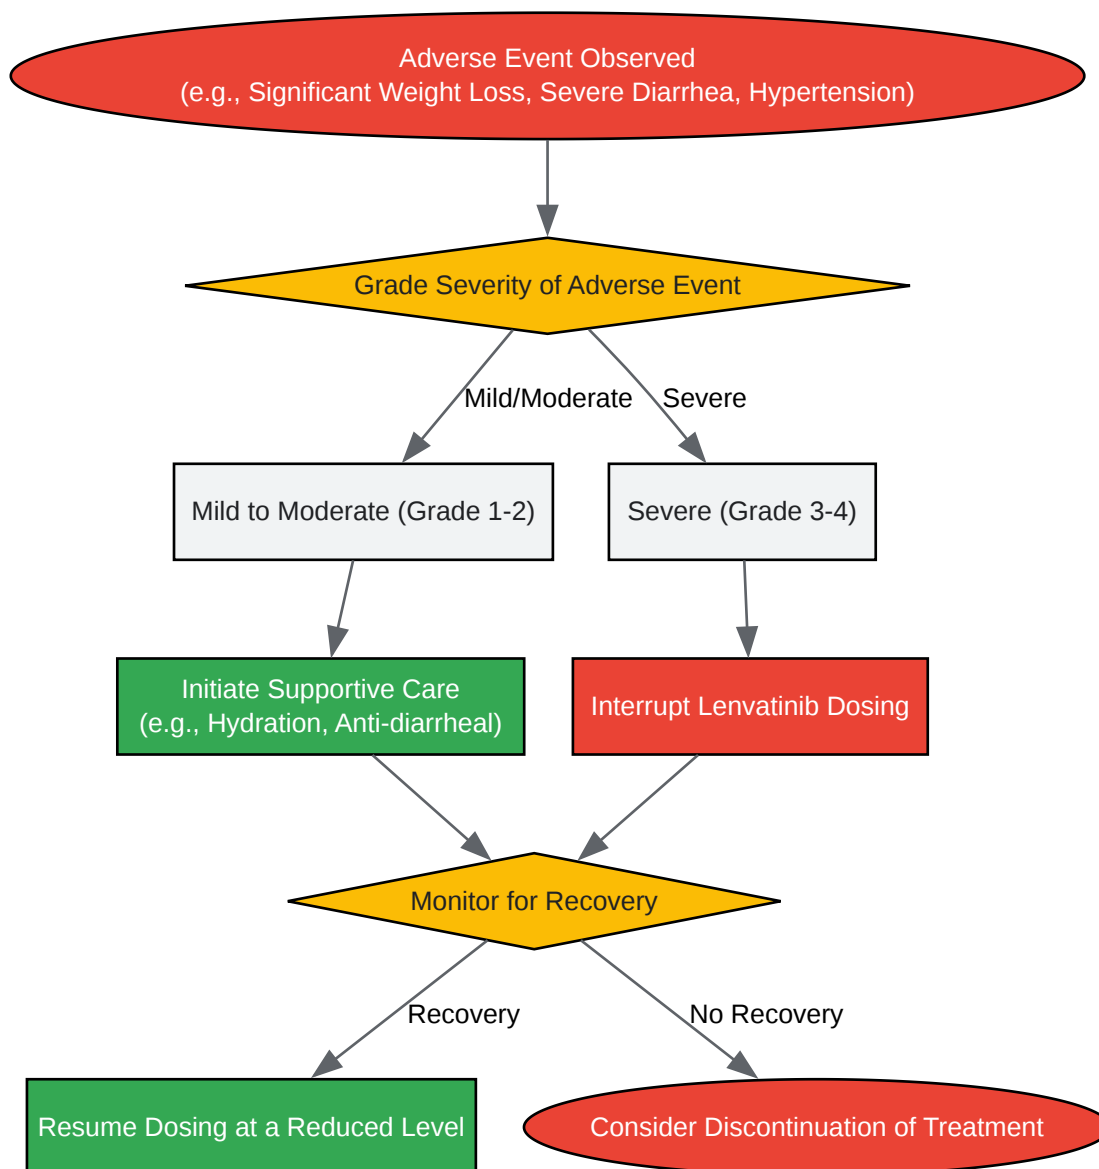 Adverse Event Observed
(e.g., Significant Weight Loss, Severe Diarrhea, Hypertension)
Grade Severity of Adverse Event
Mild/Moderate
Severe
Mild to Moderate (Grade 1-2)
Severe (Grade 3-4)
Initiate Supportive Care
(e.g., Hydration, Anti-diarrheal)
Interrupt Lenvatinib Dosing
Monitor for Recovery
Recovery
No Recovery
Resume Dosing at a Reduced Level
Consider Discontinuation of Treatment